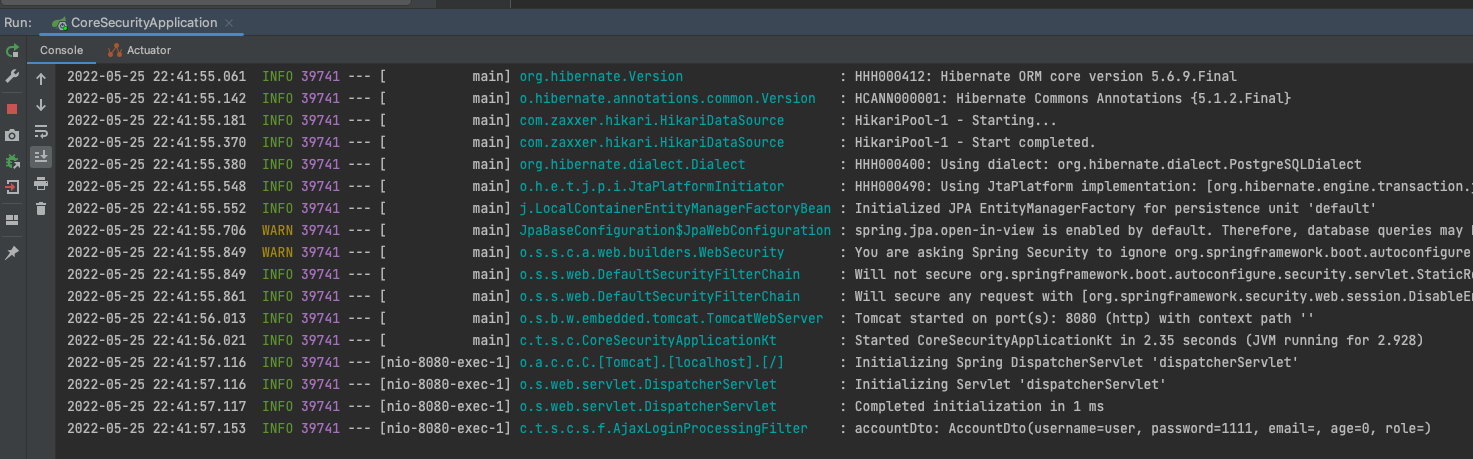 Run: CoreSecurityApplication ×
Console Actuator
2022-05-25 22:41:55.061 INFO 39741 --- [ main] org.hibernate.Version : HHH000412: Hibernate ORM core version 5.6.9.Final
2022-05-25 22:41:55.142 INFO 39741 --- [ main] o.hibernate.annotations.common.Version : HCANN000001: Hibernate Commons Annotations {5.1.2.Final}
2022-05-25 22:41:55.181 INFO 39741 --- [ main] com.zaxxer.hikari.HikariDataSource : HikariPool-1 - Starting...
2022-05-25 22:41:55.370 INFO 39741 --- [ main] com.zaxxer.hikari.HikariDataSource : HikariPool-1 - Start completed.
2022-05-25 22:41:55.380 INFO 39741 --- [ main] org.hibernate.dialect.Dialect : HHH000400: Using dialect: org.hibernate.dialect.PostgreSQLDialect
2022-05-25 22:41:55.548 INFO 39741 --- [ main] o.h.e.t.j.p.i.JtaPlatformInitiator : HHH000490: Using JtaPlatform implementation: [org.hibernate.engine.transaction.j
2022-05-25 22:41:55.552 INFO 39741 --- [ main] j.LocalContainerEntityManagerFactoryBean : Initialized JPA EntityManagerFactory for persistence unit 'default'
2022-05-25 22:41:55.706 WARN 39741 --- [ main] JpaBaseConfiguration$JpaWebConfiguration : spring.jpa.open-in-view is enabled by default. Therefore, database queries may
2022-05-25 22:41:55.849 WARN 39741 --- [ main] o.s.s.c.a.web.builders.WebSecurity : You are asking Spring Security to ignore org.springframework.boot.autoconfigure
2022-05-25 22:41:55.849 INFO 39741 --- [ main] o.s.s.web.DefaultSecurityFilterChain : Will not secure org.springframework.boot.autoconfigure.security.servlet.StaticRe
2022-05-25 22:41:55.861 INFO 39741 --- [ main] o.s.s.web.DefaultSecurityFilterChain : Will secure any request with [org.springframework.security.web.session.DisableEn
2022-05-25 22:41:56.013 INFO 39741 --- [ main] o.s.b.w.embedded.tomcat.TomcatWebServer : Tomcat started on port(s): 8080 (http) with context path ''
2022-05-25 22:41:56.021 INFO 39741 --- [ main] c.t.s.c.CoreSecurityApplicationKt : Started CoreSecurityApplicationKt in 2.35 seconds (JVM running for 2.928)
2022-05-25 22:41:57.116 INFO 39741 --- [nio-8080-exec-1] o.a.c.c.C.[Tomcat].[localhost].[/] : Initializing Spring DispatcherServlet 'dispatcherServlet'
2022-05-25 22:41:57.116 INFO 39741 --- [nio-8080-exec-1] o.s.web.servlet.DispatcherServlet : Initializing Servlet 'dispatcherServlet'
2022-05-25 22:41:57.117 INFO 39741 --- [nio-8080-exec-1] o.s.web.servlet.DispatcherServlet : Completed initialization in 1 ms
2022-05-25 22:41:57.153 INFO 39741 --- [nio-8080-exec-1] c.t.s.c.s.f.AjaxLoginProcessingFilter : accountDto: AccountDto(username=user, password=1111, email=, age=0, role=)